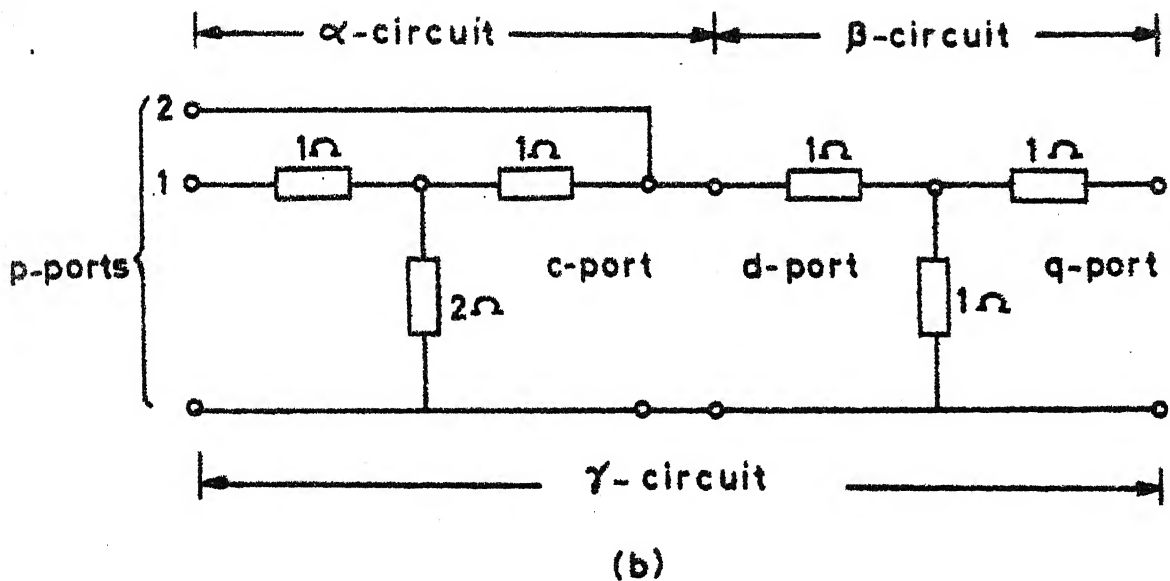 α-circuit β-circuit
2
1Ω 1Ω 1Ω 1Ω
1
p-ports c-port d-port q-port
2Ω 1Ω
γ-circuit
(b)